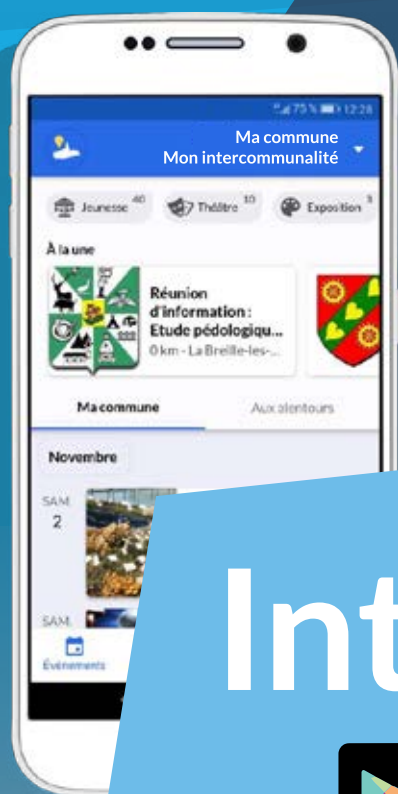 75 % 12:28
Ma commune
Mon intercommunalité
Jeunesse 40 Théâtre 10 Exposition 3
À la une
Réunion
d'information :
Etude pédologiqu...
0 km - La Breille-les-...
Ma commune Aux alentours
Novembre
SAM.
2
SAM.
Événements
Int